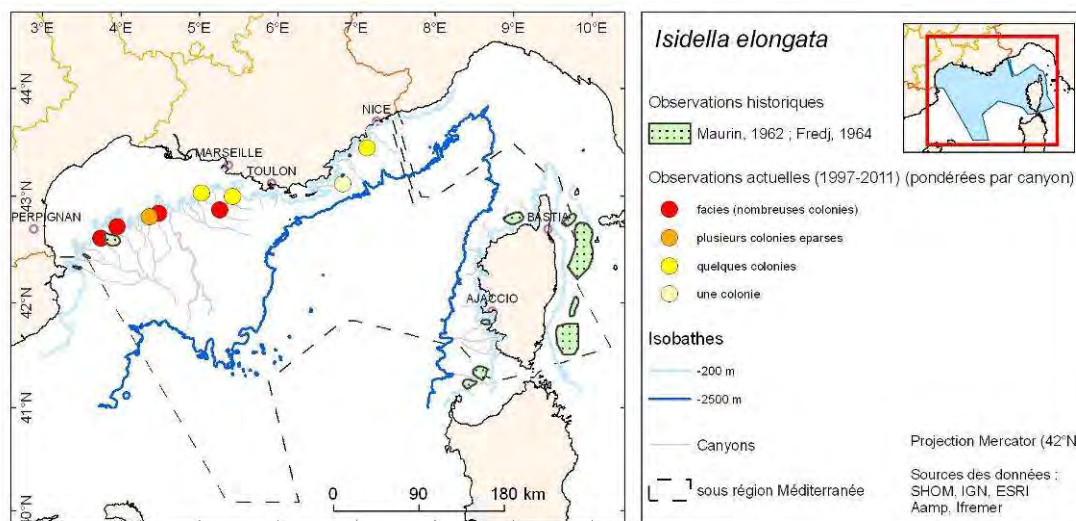 3°E 4°E 5°E 6°E 7°E 8°E 9°E 10°E
44°N
43°N
42°N
41°N
40°N
NICE
MARSEILLE
TOULON
PERPIGNAN
BASTIA
AJACCIO
0 90 180 km
Isidella elongata
Observations historiques
Maurin, 1962 ; Fredj, 1964
Observations actuelles (1997-2011) (pondérées par canyon)
facies (nombreuses colonies)
plusieurs colonies eparses
quelques colonies
une colonie
Isobathes
-200 m
-2500 m
Canyons
sous région Méditerranée
Projection Mercator (42°N
Sources des données :
SHOM, IGN, ESRI
Aamp, Ifremer